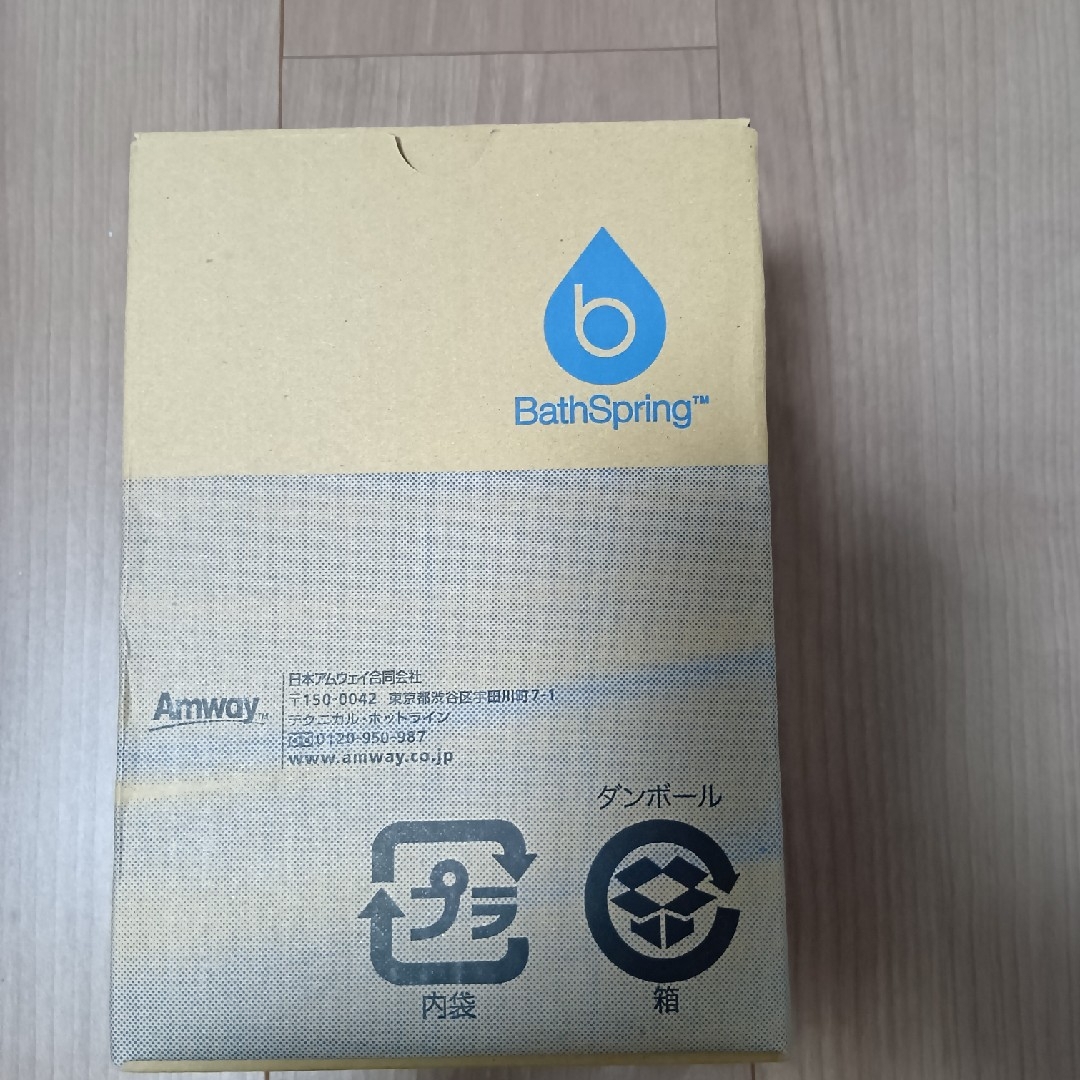 b
BathSpring™
Amway™
日本アムウェイ合同会社
〒150-0042 東京都渋谷区宇田川町7-1
テクニカル・ホットライン
0120-950-987
www.amway.co.jp
ダンボール
プラ
内袋
箱